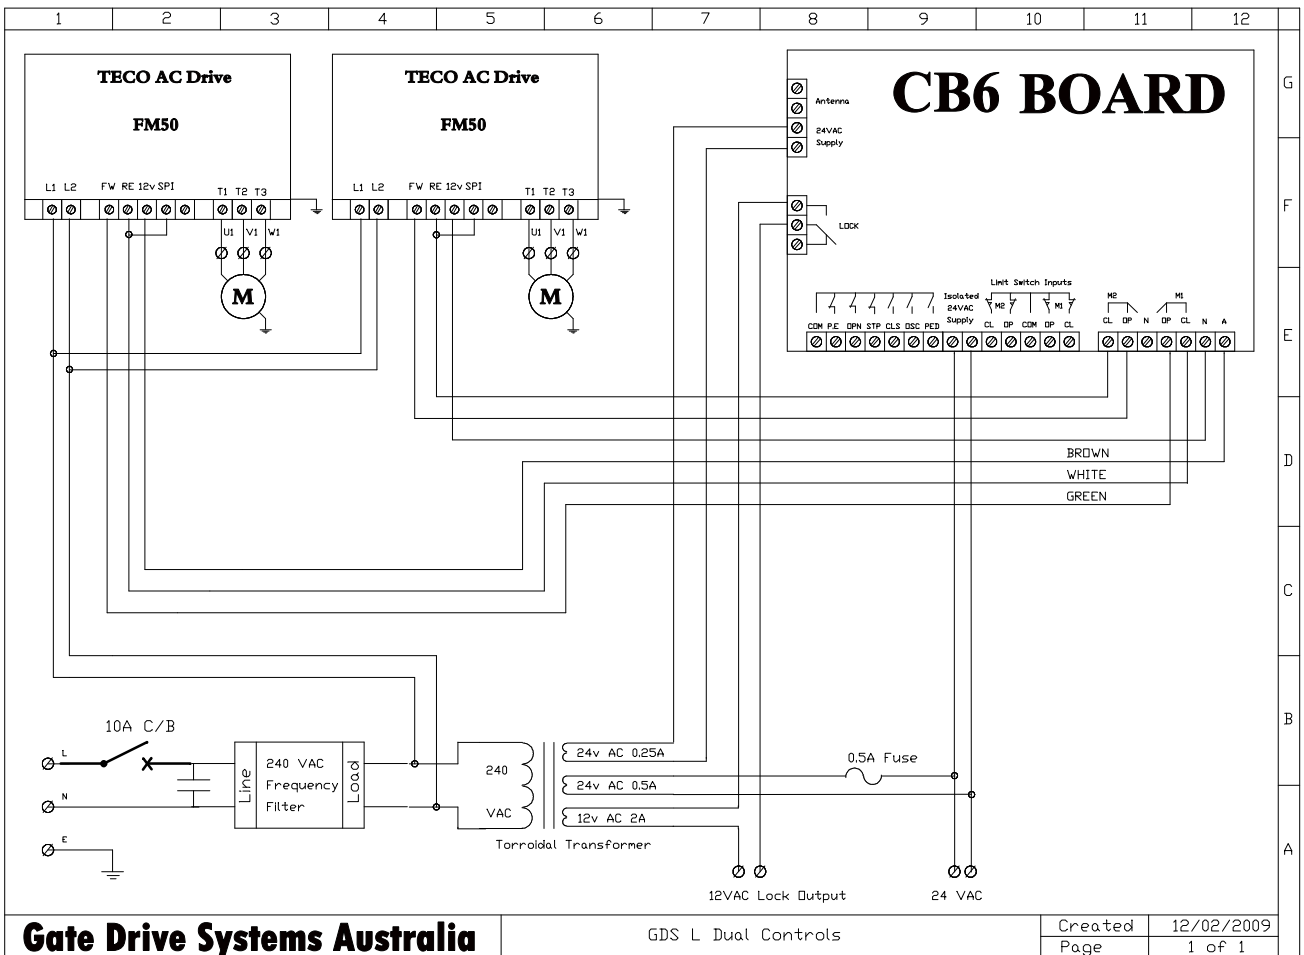 1 2 3 4 5 6 7 8 9 10 11 12
TECO AC Drive
FM50
L1 L2 FW RE 12v SPI T1 T2 T3
U1 V1 W1
M
TECO AC Drive
FM50
L1 L2 FW RE 12v SPI T1 T2 T3
U1 V1 W1
M
CB6 BOARD
Antenna
24VAC
Supply
LOCK
Isolated
24VAC
Supply
Limit Switch Inputs
M2 M1
COM P.E OPN STP CLS OSC PED
CL OP COM OP CL
M2 M1
CL OP N OP CL N A
G
F
E
D
C
B
A
BROWN
WHITE
GREEN
10A C/B
L
N
E
Line
240 VAC
Frequency
Filter
Load
240
VAC
24v AC 0.25A
24v AC 0.5A
12v AC 2A
Torroidal Transformer
0.5A Fuse
12VAC Lock Output
24 VAC
Gate Drive Systems Australia
GDS L Dual Controls
Created 12/02/2009
Page 1 of 1